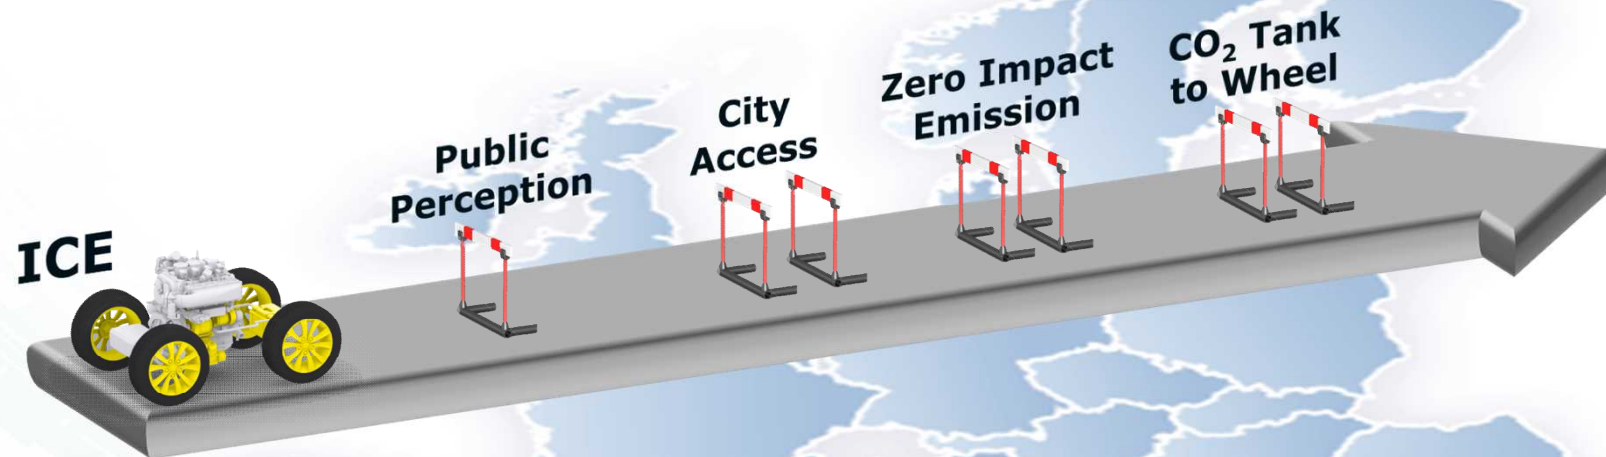 ICE
Public
Perception
City
Access
Zero Impact
Emission
CO₂ Tank
to Wheel